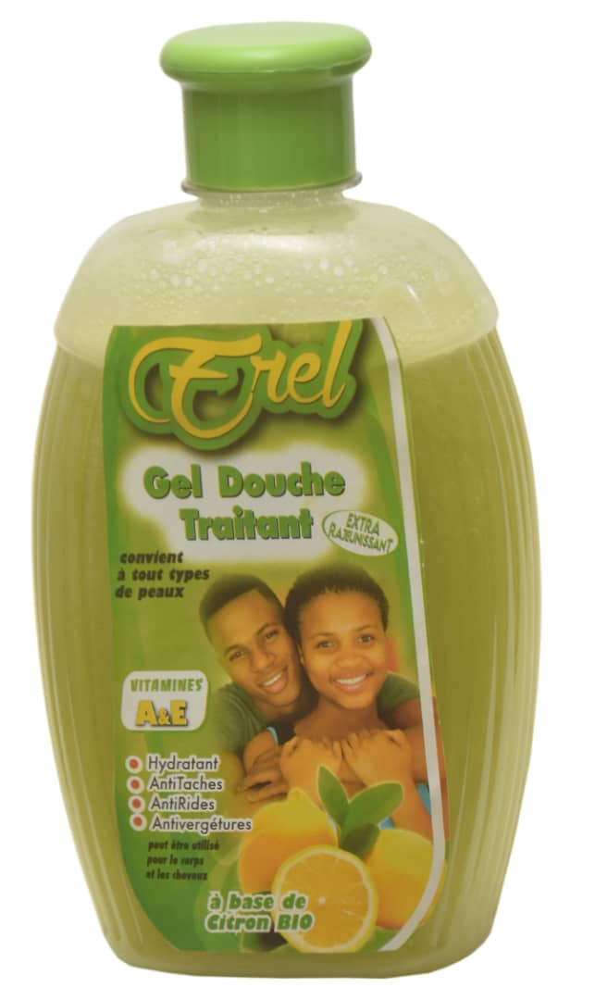 Erel
Gel Douche
Traitant
EXTRA
RAJEUNISSANT
convient
à tout types
de peaux
VITAMINES
A&E
Hydratant
AntiTaches
AntiRides
Antivergétures
peut être utilisé
pour le corps
et les cheveux
à base de
Citron BIO